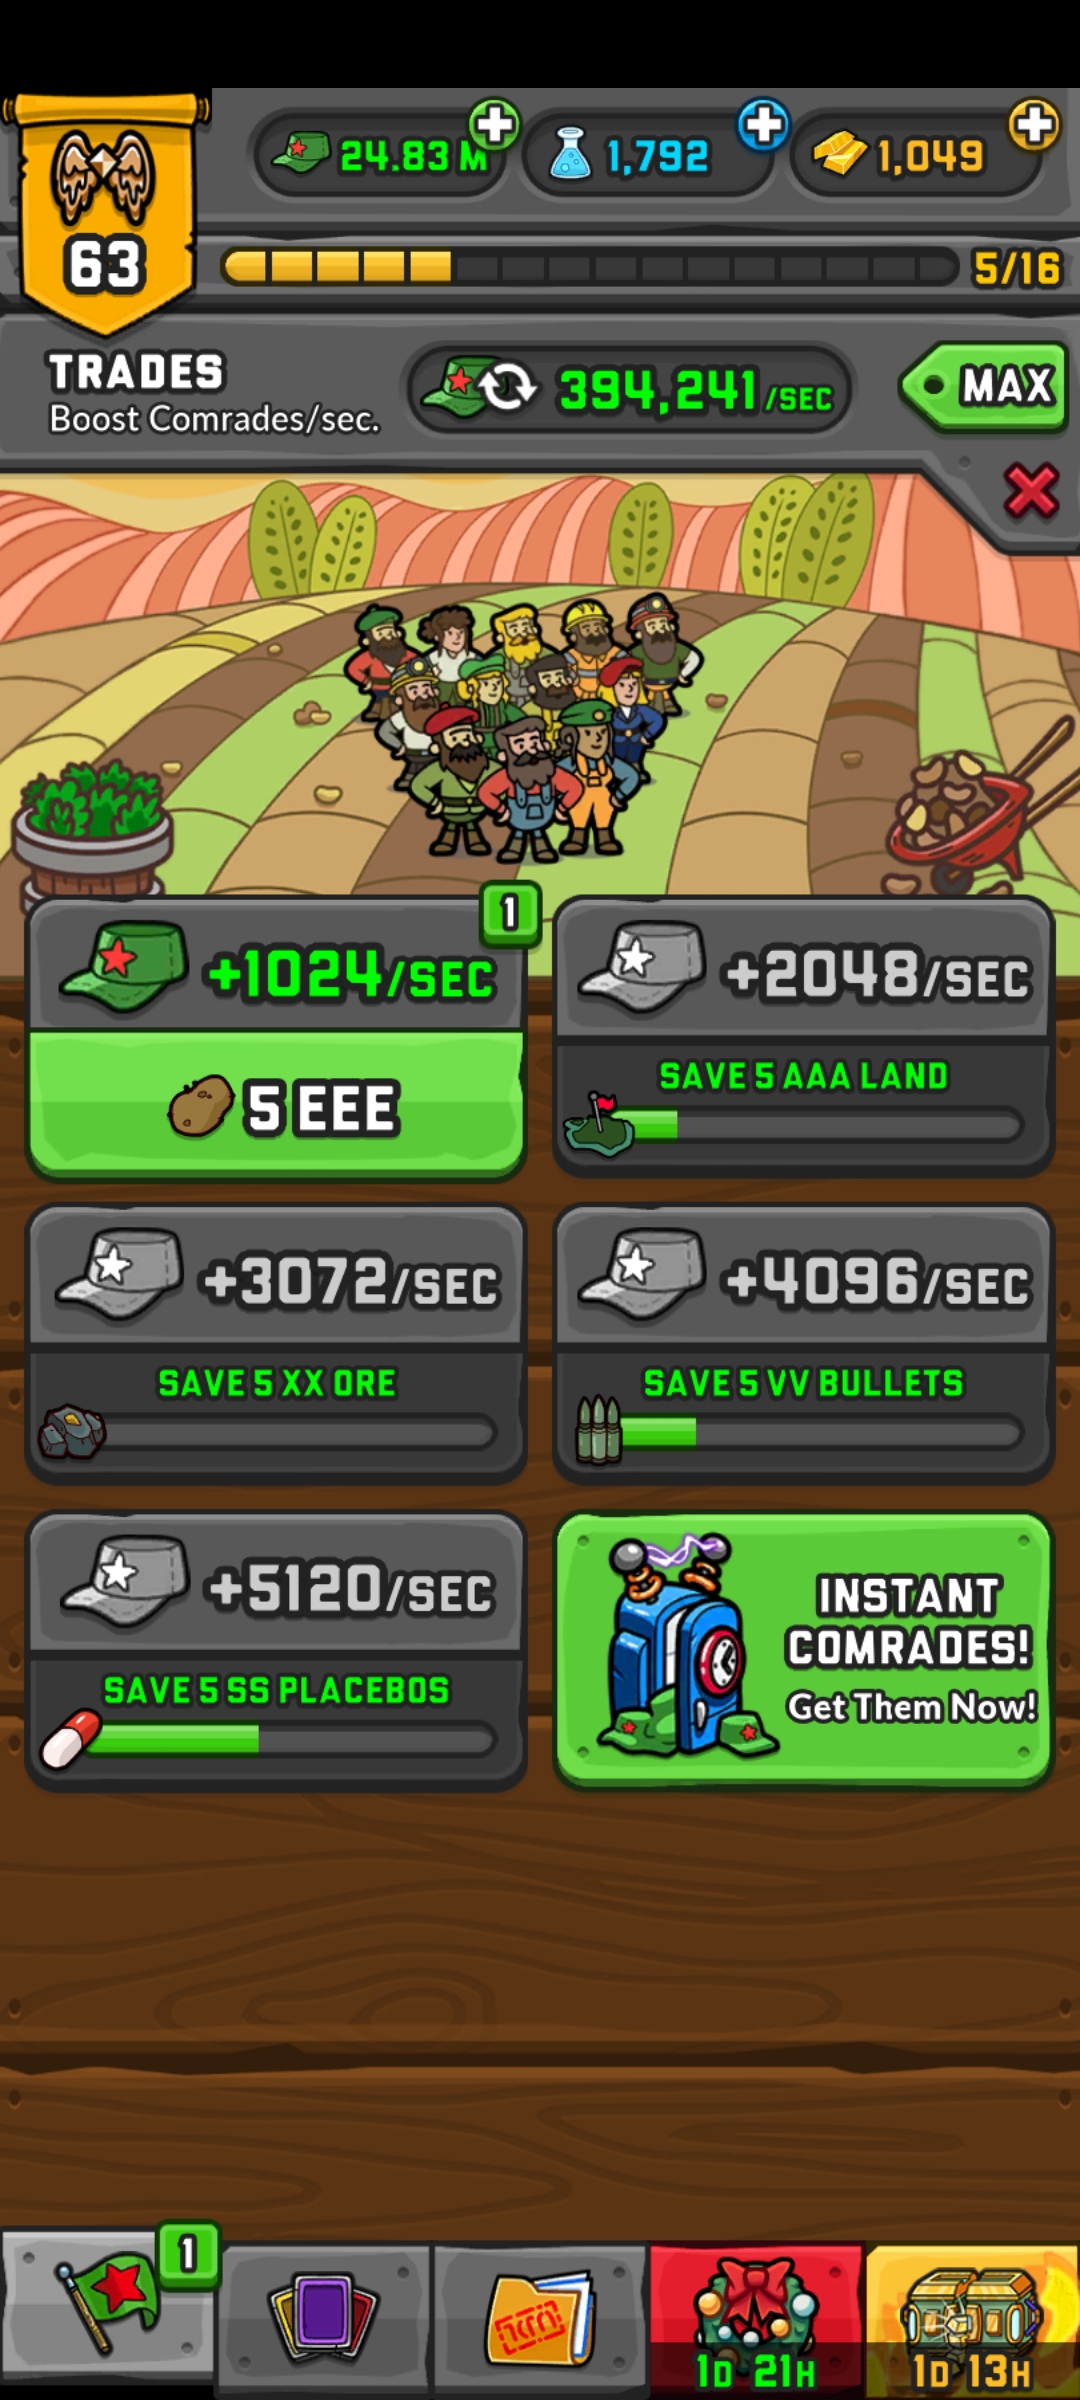 24.83 M
1,792
1,049
63
5/16
TRADES
Boost Comrades/sec.
394,241/SEC
MAX
1
+1024/SEC
5 EEE
+2048/SEC
SAVE 5 AAA LAND
+3072/SEC
SAVE 5 XX ORE
+4096/SEC
SAVE 5 VV BULLETS
+5120/SEC
SAVE 5 SS PLACEBOS
INSTANT
COMRADES!
Get Them Now!
1
1D 21H
1D 13H